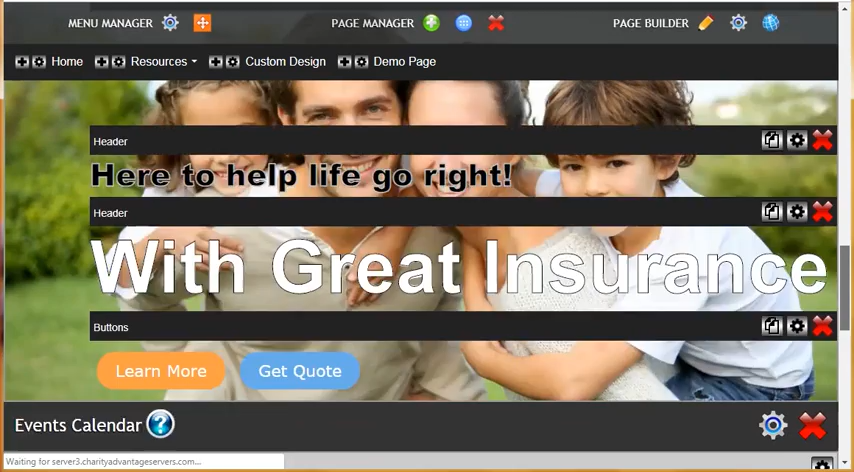 MENU MANAGER PAGE MANAGER PAGE BUILDER
Home Resources Custom Design Demo Page
Header
Here to help life go right!
Header
With Great Insurance
Buttons
Learn More Get Quote
Events Calendar ?
Waiting for server3.charityadvantageservers.com...